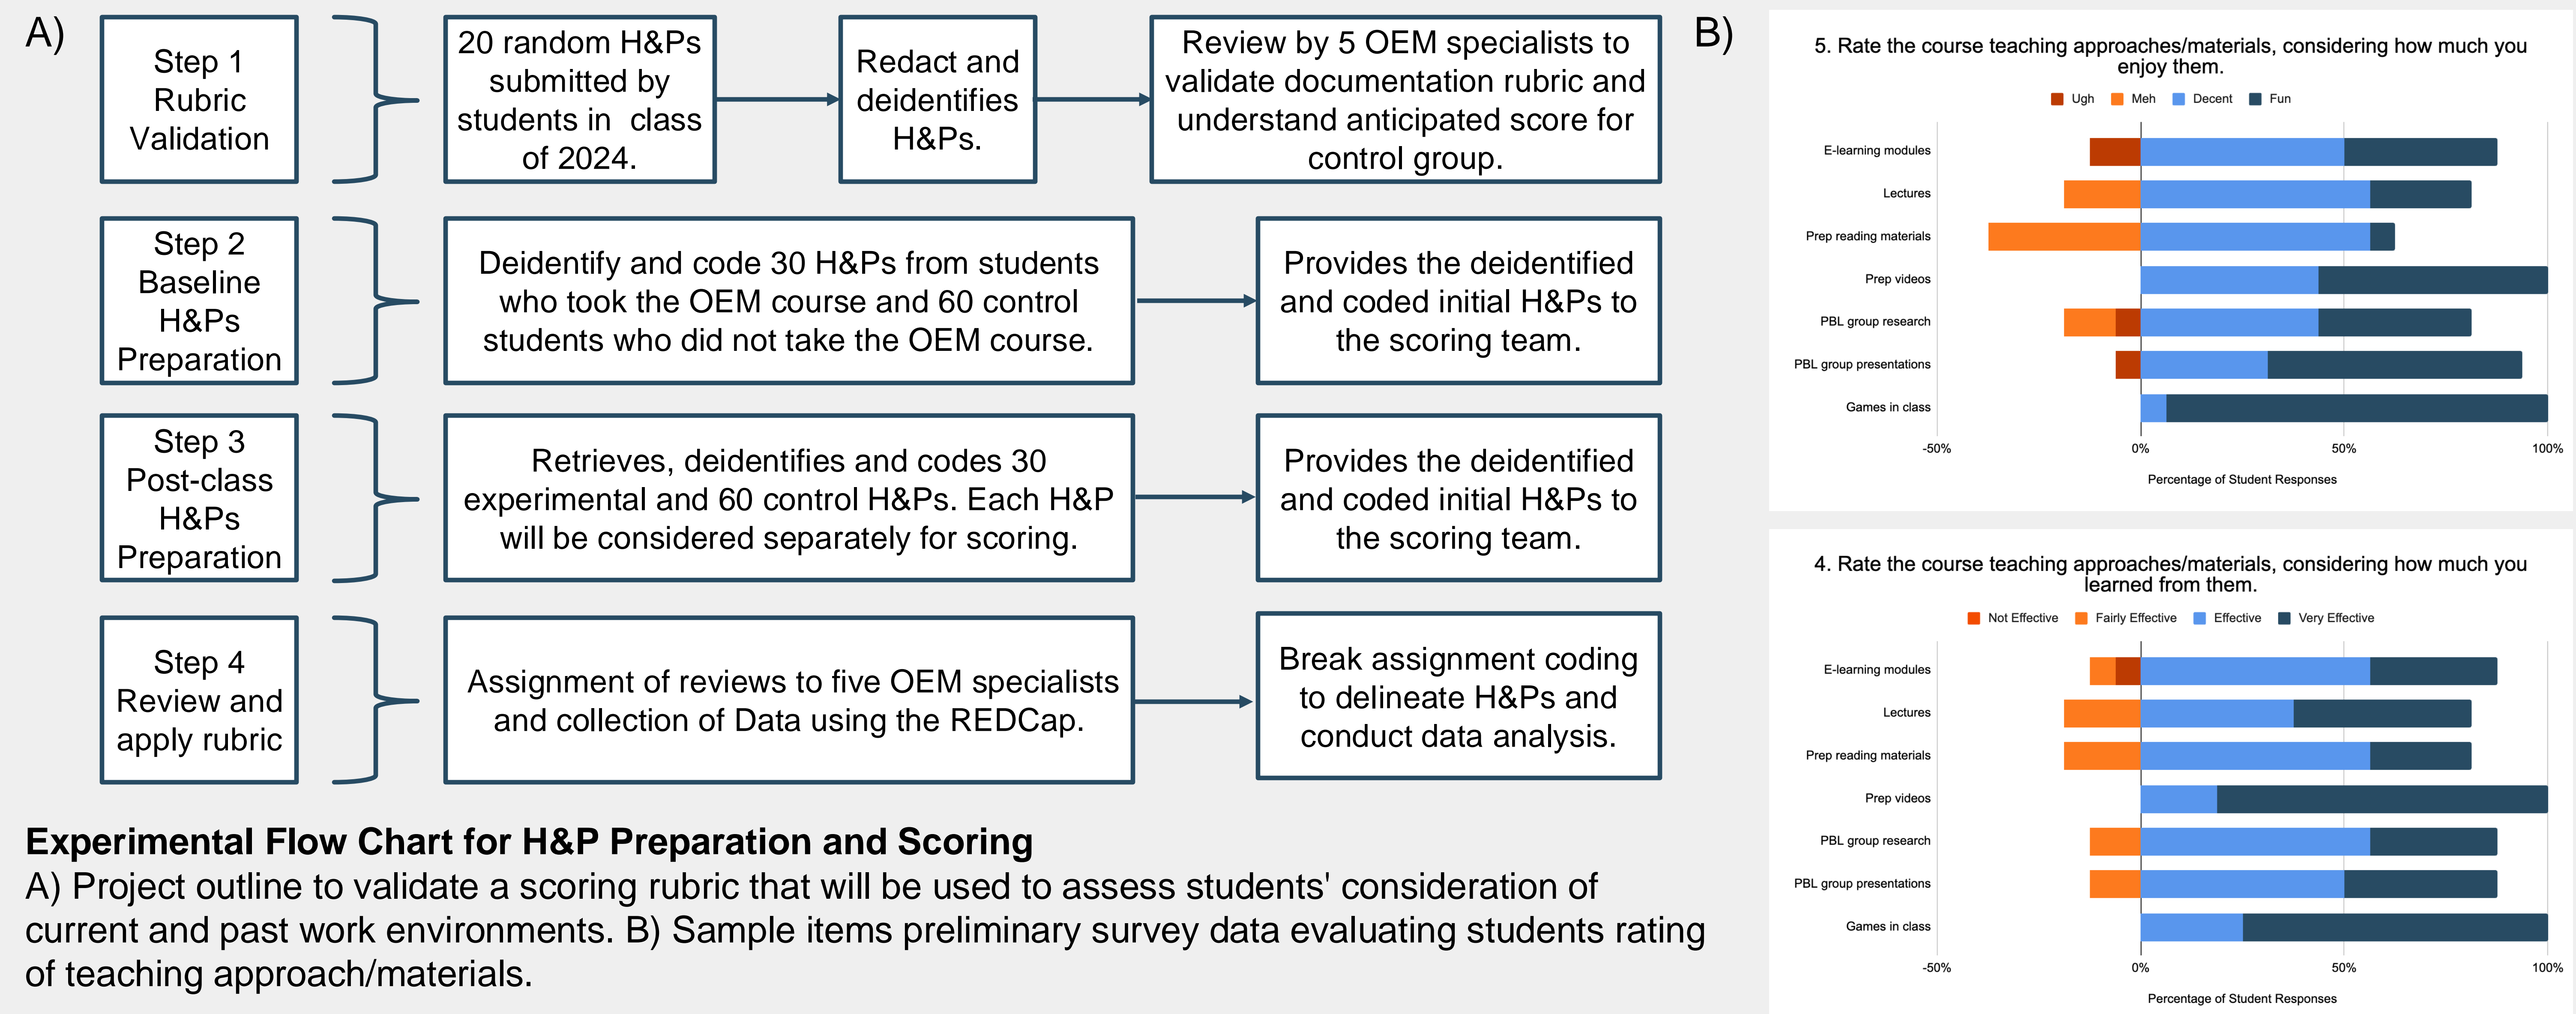 A)
Step 1
Rubric
Validation
20 random H&Ps
submitted by
students in class
of 2024.
Redact and
deidentifies
H&Ps.
Review by 5 OEM specialists to
validate documentation rubric and
understand anticipated score for
control group.
Step 2
Baseline
H&Ps
Preparation
Deidentify and code 30 H&Ps from students
who took the OEM course and 60 control
students who did not take the OEM course.
Provides the deidentified
and coded initial H&Ps to
the scoring team.
Step 3
Post-class
H&Ps
Preparation
Retrieves, deidentifies and codes 30
experimental and 60 control H&Ps. Each H&P
will be considered separately for scoring.
Provides the deidentified
and coded initial H&Ps to
the scoring team.
Step 4
Review and
apply rubric
Assignment of reviews to five OEM specialists
and collection of Data using the REDCap.
Break assignment coding
to delineate H&Ps and
conduct data analysis.
Experimental Flow Chart for H&P Preparation and Scoring
A) Project outline to validate a scoring rubric that will be used to assess students' consideration of
current and past work environments. B) Sample items preliminary survey data evaluating students rating
of teaching approach/materials.
B)
5. Rate the course teaching approaches/materials, considering how much you
enjoy them.
Ugh Meh Decent Fun
E-learning modules
Lectures
Prep reading materials
Prep videos
PBL group research
PBL group presentations
Games in class
-50% 0% 50% 100%
Percentage of Student Responses
4. Rate the course teaching approaches/materials, considering how much you
learned from them.
Not Effective Fairly Effective Effective Very Effective
E-learning modules
Lectures
Prep reading materials
Prep videos
PBL group research
PBL group presentations
Games in class
-50% 0% 50% 100%
Percentage of Student Responses